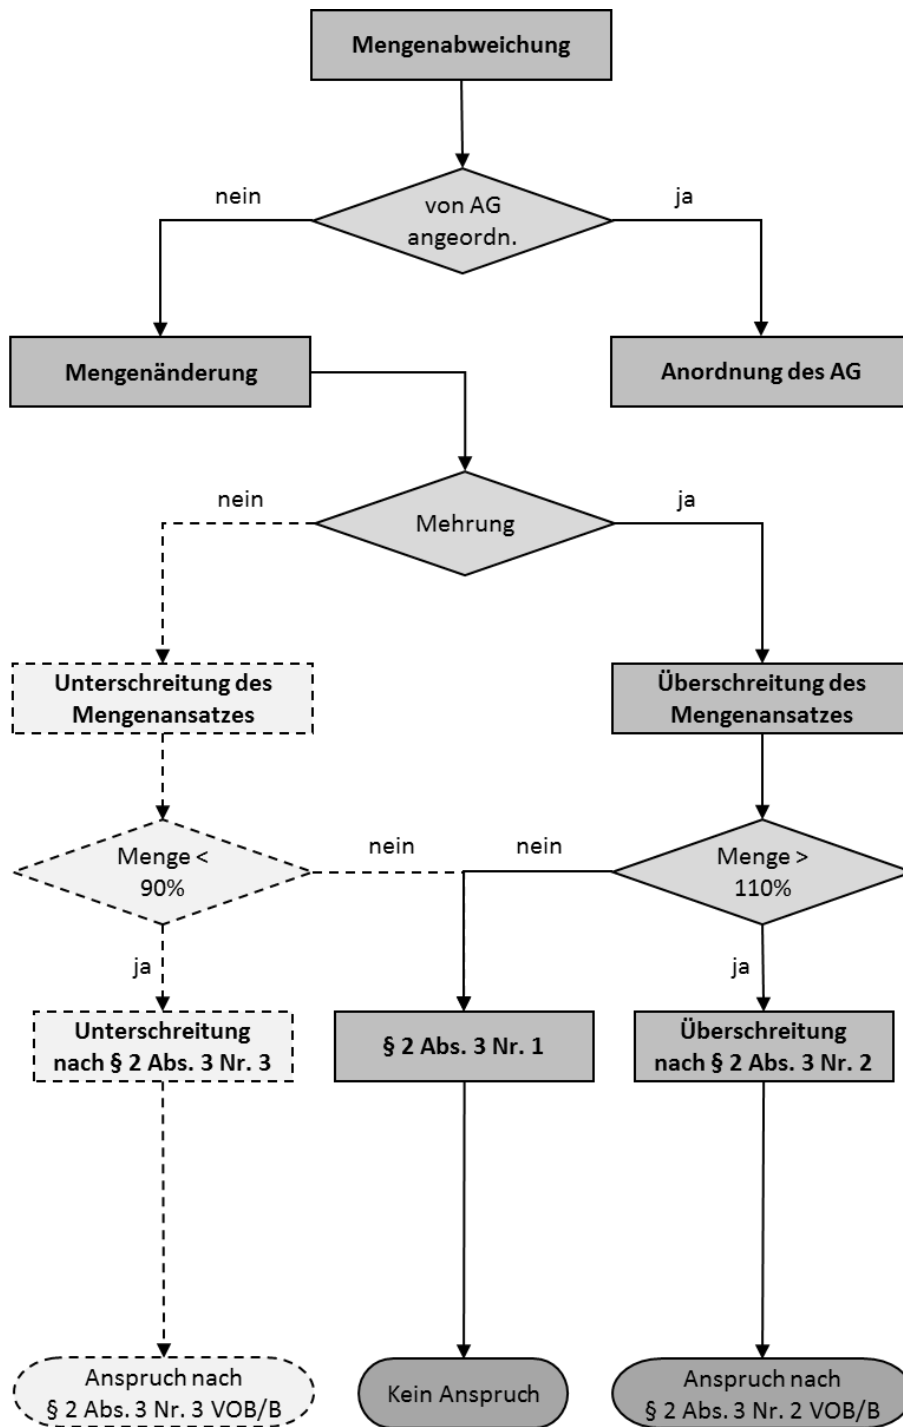 Mengenabweichung
nein
von AG
angeordn.
ja
Mengenänderung
Anordnung des AG
nein
Mehrung
ja
Unterschreitung des
Mengenansatzes
Überschreitung des
Mengenansatzes
Menge <
90%
nein
nein
Menge >
110%
ja
ja
Unterschreitung
nach § 2 Abs. 3 Nr. 3
§ 2 Abs. 3 Nr. 1
Überschreitung
nach § 2 Abs. 3 Nr. 2
Anspruch nach
§ 2 Abs. 3 Nr. 3 VOB/B
Kein Anspruch
Anspruch nach
§ 2 Abs. 3 Nr. 2 VOB/B